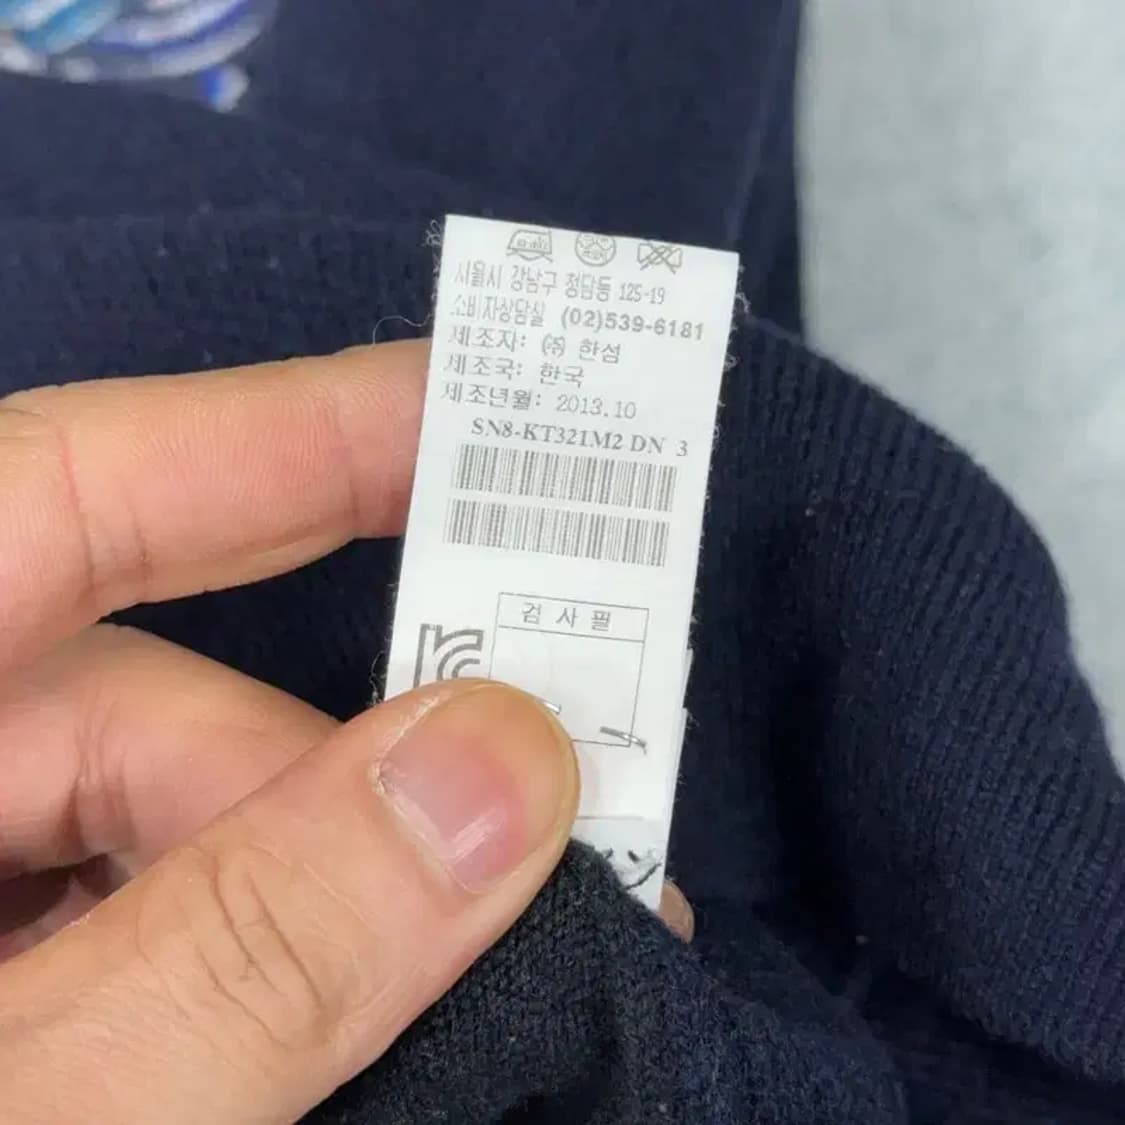 서울시 강남구 청담동 125-19
소비자상담실 (02)539-6181
제조자: ㈜ 한섬
제조국: 한국
제조년월: 2013.10
SN8-KT321M2 DN 3
검 사 필